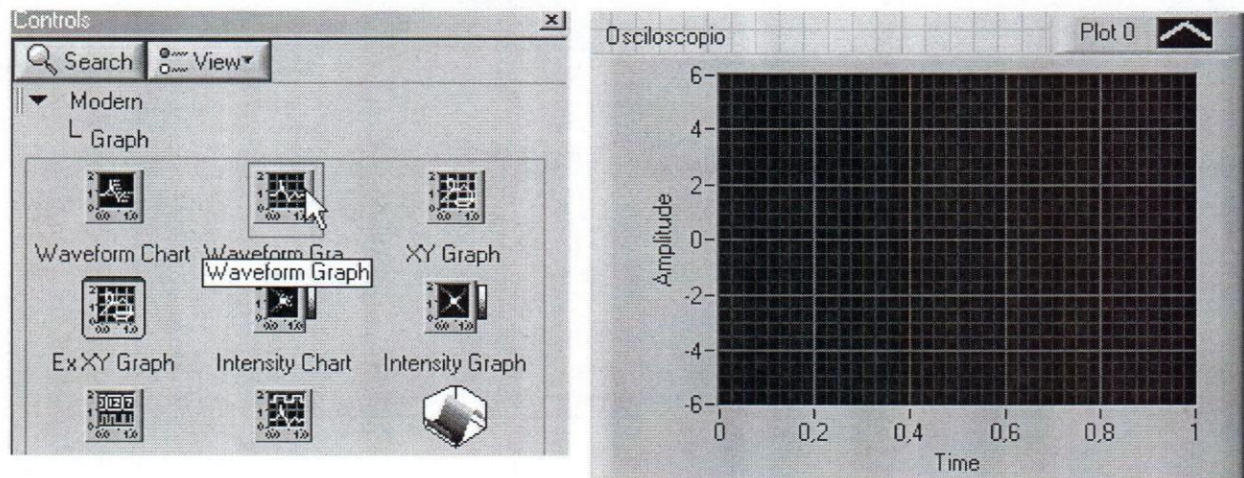 Controls
Search View
Modern
Graph
Waveform Chart Waveform Gra XY Graph
Waveform Graph
Ex XY Graph Intensity Chart Intensity Graph
Osciloscopio
Plot 0
6
4
2
0
-2
-4
-6
Amplitude
0 0,2 0,4 0,6 0,8 1
Time